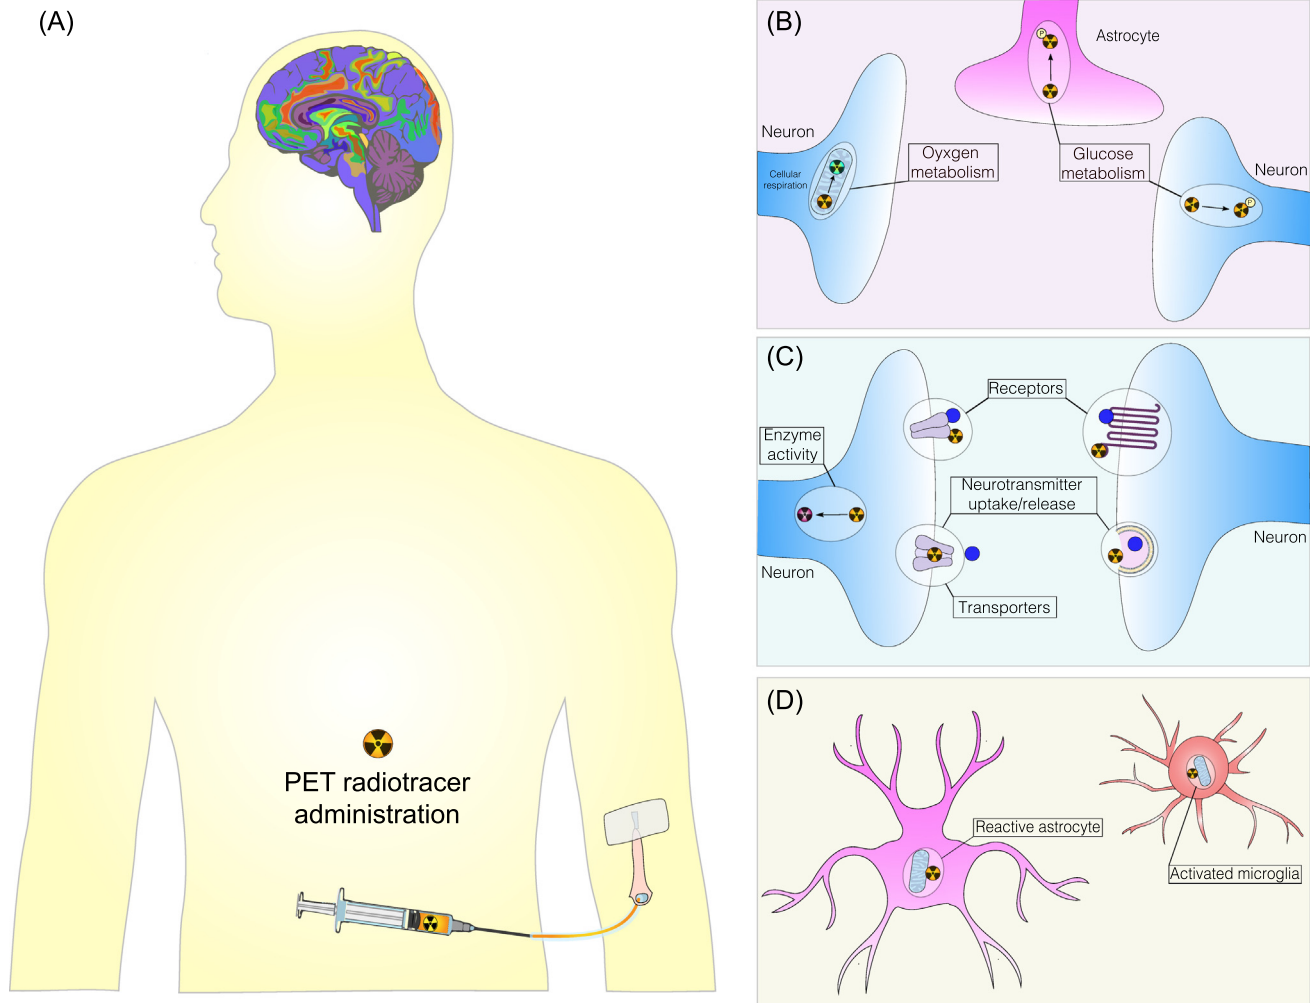 (A)
PET radiotracer
administration
(B)
Astrocyte
P
Neuron
Oyxgen
metabolism
Glucose
metabolism
Neuron
Cellular
respiration
P
(C)
Receptors
Enzyme
activity
Neurotransmitter
uptake/release
Neuron
Neuron
Transporters
(D)
Reactive astrocyte
Activated microglia